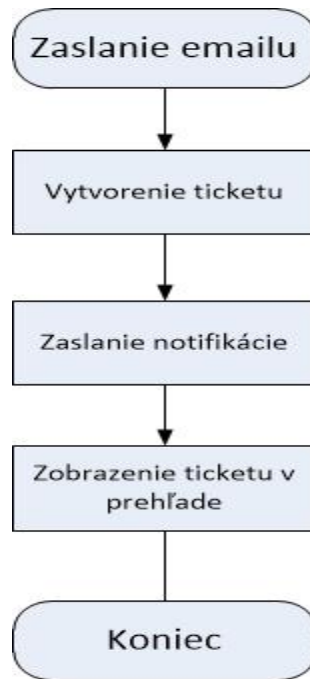 Zaslanie emailu
Vytvorenie ticketu
Zaslanie notifikácie
Zobrazenie ticketu v
prehľade
Koniec